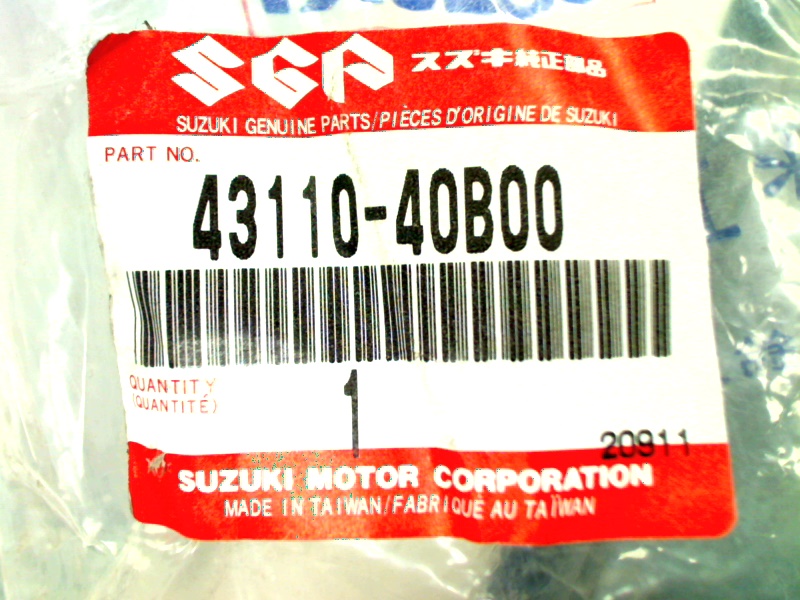 SGP スズキ純正部品
SUZUKI GENUINE PARTS/PIÈCES D'ORIGINE DE SUZUKI
PART NO.
43110-40B00
QUANTITY
(QUANTITÉ)
1
20911
SUZUKI MOTOR CORPORATION
MADE IN TAIWAN/FABRIQUÉ AU TAÏWAN